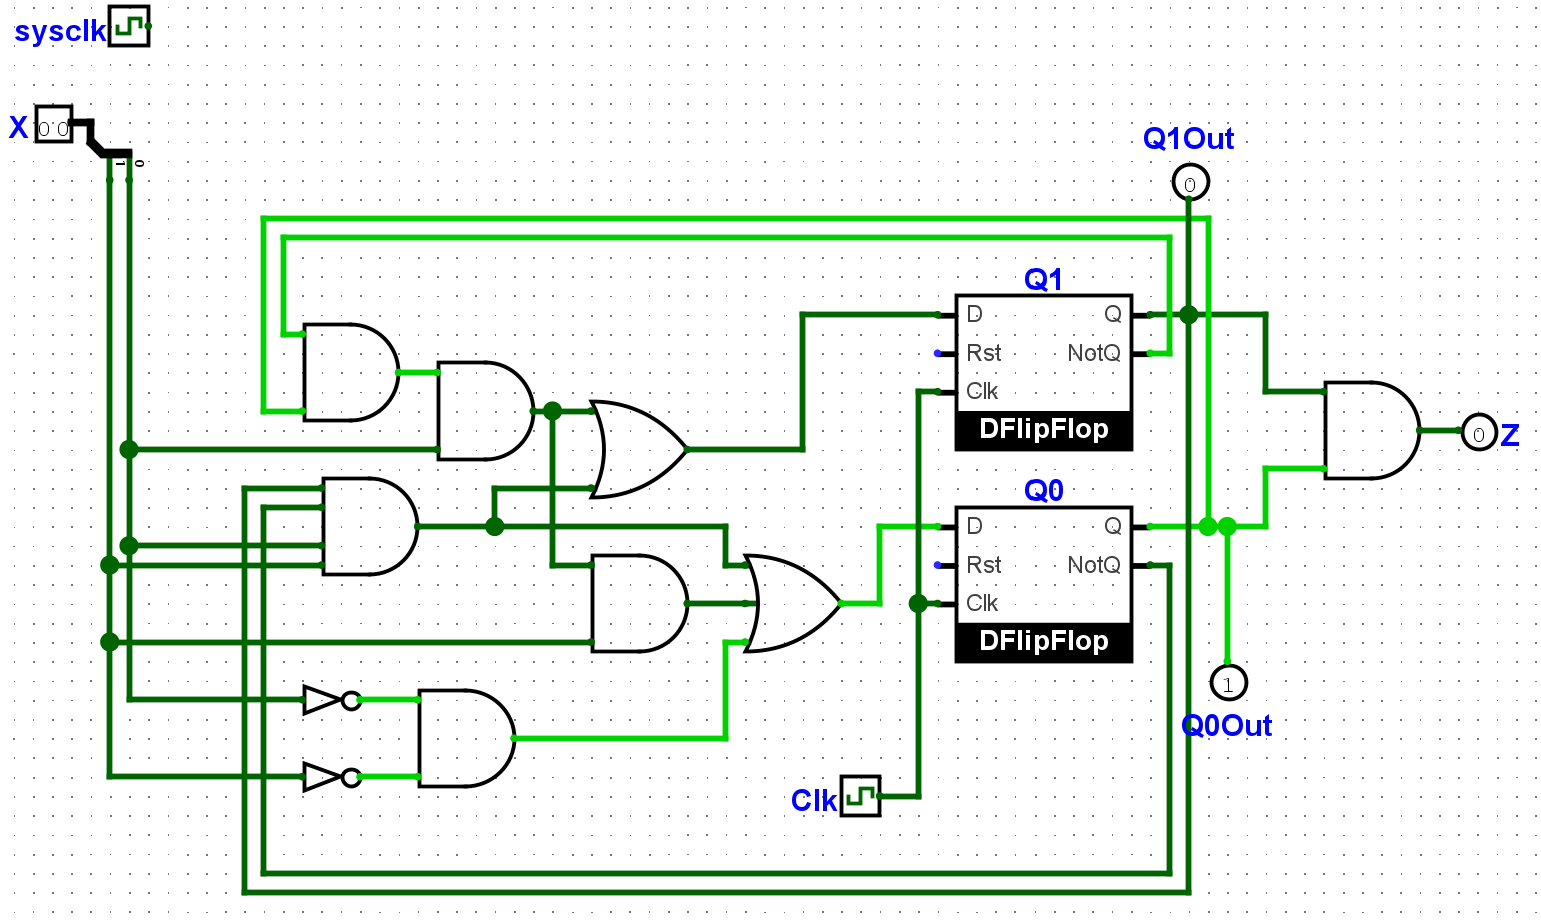 sysclk
X
0 0
1
0
Q1Out
0
Q1
D
Q
Rst
NotQ
Clk
DFlipFlop
0
Z
Q0
D
Q
Rst
NotQ
Clk
DFlipFlop
1
Q0Out
Clk